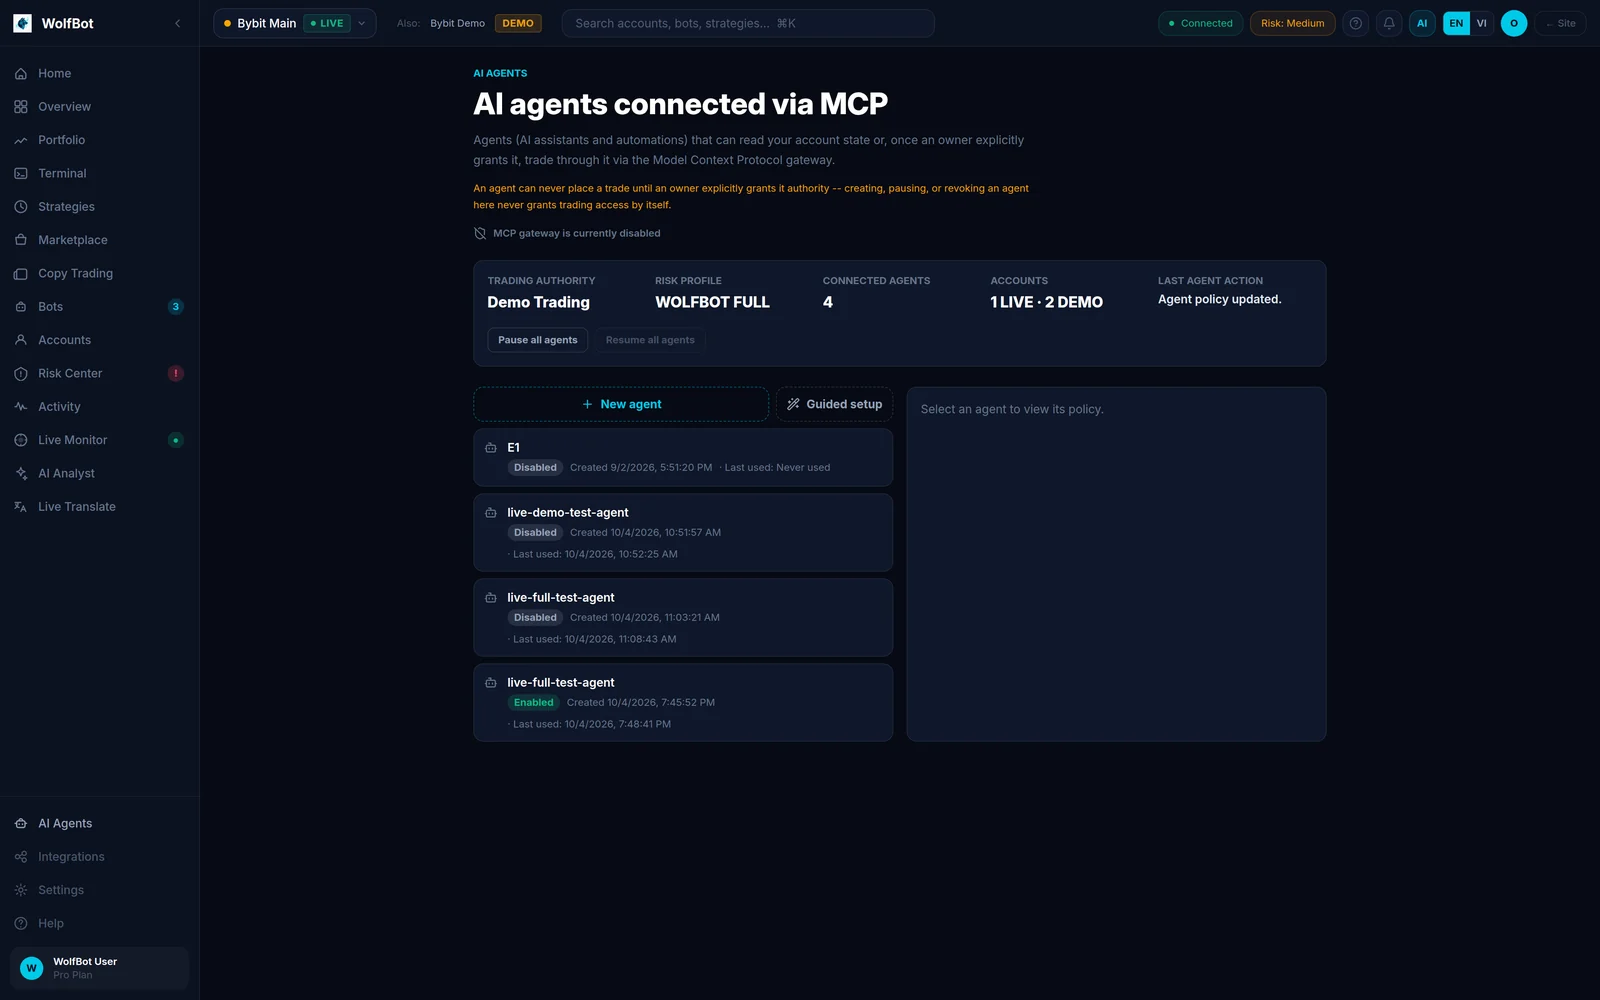 WolfBot
Bybit Main
LIVE
Also:
Bybit Demo
DEMO
Search accounts, bots, strategies... ⌘K
Connected
Risk: Medium
AI
EN
VI
O
← Site
Home
Overview
Portfolio
Terminal
Strategies
Marketplace
Copy Trading
Bots
3
Accounts
Risk Center
!
Activity
Live Monitor
AI Analyst
Live Translate
AI Agents
Integrations
Settings
Help
W
WolfBot User
Pro Plan
AI AGENTS
AI agents connected via MCP
Agents (AI assistants and automations) that can read your account state or, once an owner explicitly
grants it, trade through it via the Model Context Protocol gateway.
An agent can never place a trade until an owner explicitly grants it authority -- creating, pausing, or revoking an agent
here never grants trading access by itself.
MCP gateway is currently disabled
TRADING AUTHORITY
Demo Trading
RISK PROFILE
WOLFBOT FULL
CONNECTED AGENTS
4
ACCOUNTS
1 LIVE · 2 DEMO
LAST AGENT ACTION
Agent policy updated.
Pause all agents
Resume all agents
+ New agent
Guided setup
E1
Disabled Created 9/2/2026, 5:51:20 PM · Last used: Never used
live-demo-test-agent
Disabled Created 10/4/2026, 10:51:57 AM
· Last used: 10/4/2026, 10:52:25 AM
live-full-test-agent
Disabled Created 10/4/2026, 11:03:21 AM
· Last used: 10/4/2026, 11:08:43 AM
live-full-test-agent
Enabled Created 10/4/2026, 7:45:52 PM
· Last used: 10/4/2026, 7:48:41 PM
Select an agent to view its policy.